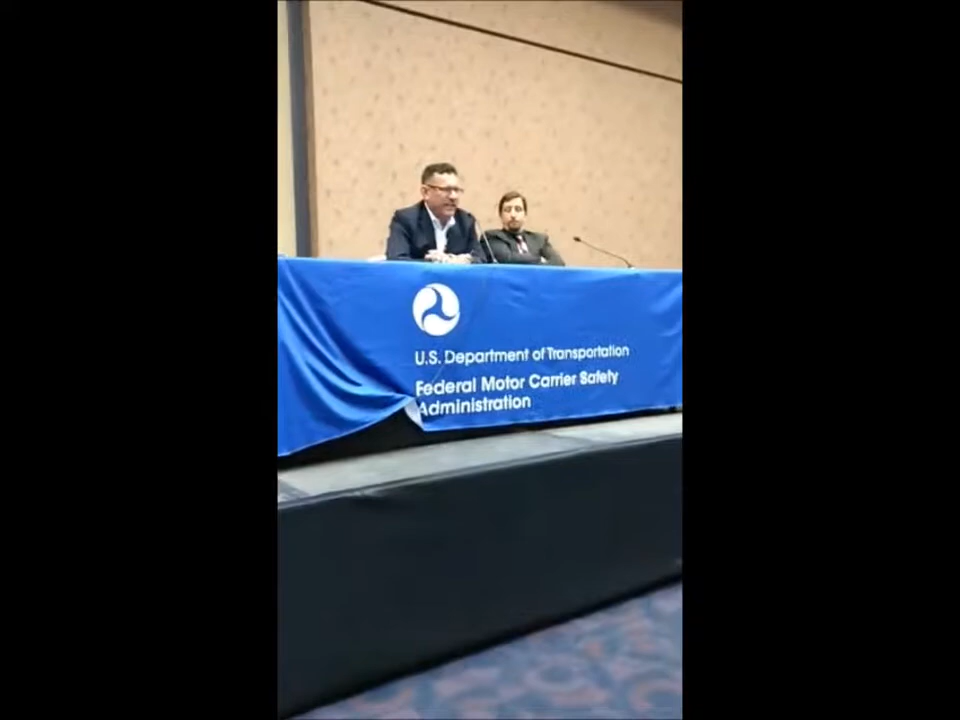 U.S. Department of Transportation
Federal Motor Carrier Safety
Administration